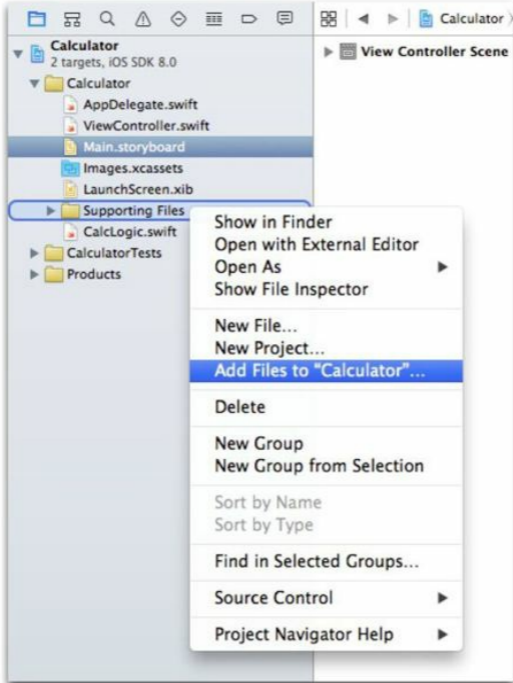 Calculator
Calculator
2 targets, iOS SDK 8.0
View Controller Scene
Calculator
AppDelegate.swift
ViewController.swift
Main.storyboard
Images.xcassets
LaunchScreen.xib
Supporting Files
CalcLogic.swift
CalculatorTests
Products
Show in Finder
Open with External Editor
Open As
Show File Inspector
New File...
New Project...
Add Files to “Calculator”...
Delete
New Group
New Group from Selection
Sort by Name
Sort by Type
Find in Selected Groups...
Source Control
Project Navigator Help